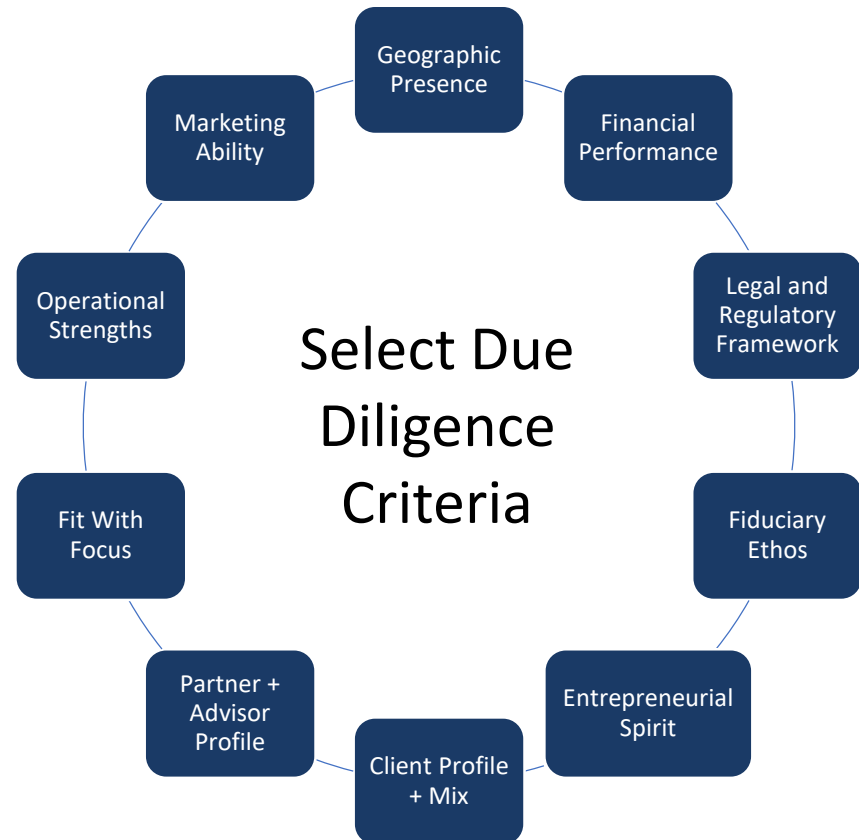 Geographic
Presence
Financial
Performance
Legal and
Regulatory
Framework
Fiduciary
Ethos
Entrepreneurial
Spirit
Client Profile
+ Mix
Partner +
Advisor
Profile
Fit With
Focus
Operational
Strengths
Marketing
Ability
Select Due
Diligence
Criteria